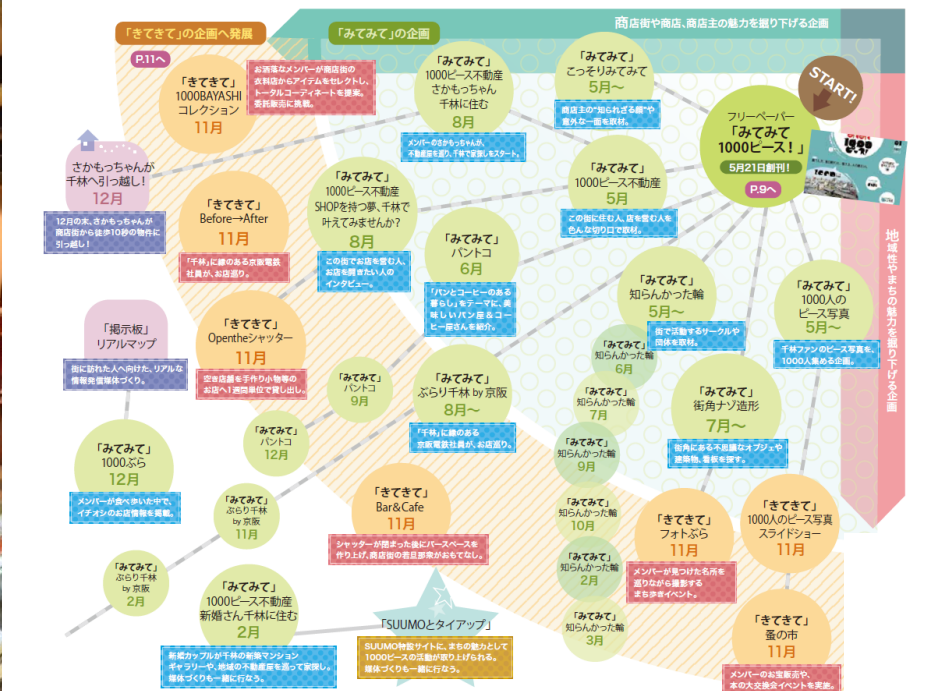 「きてきて」の企画へ発展
「みてみて」の企画
商店街や商店、商店主の魅力を掘り下げる企画
地域性やまちの魅力を掘り下げる企画
START!
フリーペーパー
「みてみて
1000ピース！」
5月21日創刊！
P.9へ
P.11へ
「きてきて」
1000BAYASHI
コレクション
11月
お洒落なメンバーが商店街の
衣料店からアイテムをセレクトし、
トータルコーディネートを提案。
委託販売に挑戦。
「みてみて」
1000ピース不動産
さかもっちゃん
千林に住む
8月
メンバーのさかもっちゃんが、
不動産屋を巡り、千林で家探しをスタート。
「みてみて」
こっそりみてみて
5月〜
商店主の“知られざる顔”や
意外な一面を取材。
さかもっちゃんが
千林へ引っ越し！
12月
12月の末、さかもっちゃんが
商店街から徒歩10秒の物件に
引っ越し！
「きてきて」
Before→After
11月
「千林」に縁のある京阪電鉄
社員が、お店巡り。
「みてみて」
1000ピース不動産
SHOPを持つ夢、千林で
叶えてみませんか？
8月
この街でお店を営む人、
お店を開きたい人の
インタビュー。
「みてみて」
1000ピース不動産
5月
この街に住む人、店を営む人を
色んな切り口で取材。
「みてみて」
パントコ
6月
「パンとコーヒーのある
暮らし」をテーマに、美
味しいパン屋＆コー
ヒー屋さんを紹介。
「みてみて」
知らんかった輪
5月〜
街で活動するサークルや
団体を取材。
「みてみて」
1000人の
ピース写真
5月〜
千林ファンのピース写真を、
1000人集める企画。
「掲示板」
リアルマップ
街に訪れた人へ向けた、リアルな
情報発信媒体づくり。
「きてきて」
Opentheシャッター
11月
空き店舗を手作り小物等の
お店へ1週間単位で貸し出し。
「みてみて」
パントコ
9月
「みてみて」
ぶらり千林 by 京阪
8月〜
「千林」に縁のある
京阪電鉄社員が、お店巡り。
「みてみて」
知らんかった輪
6月
「みてみて」
知らんかった輪
7月
「みてみて」
街角ナゾ造形
7月〜
街角にある不思議なオブジェや
建築物、看板を探す。
「みてみて」
パントコ
12月
「みてみて」
1000ぶら
12月
メンバーが食べ歩いた中で、
イチオシのお店情報を掲載。
「みてみて」
知らんかった輪
9月
「みてみて」
ぶらり千林
by 京阪
11月
「きてきて」
Bar&Cafe
11月
シャッターが閉まった後にバースペースを
作り上げ、商店街の若旦那衆がおもてなし。
「みてみて」
知らんかった輪
10月
「きてきて」
フォトぶら
11月
メンバーが見つけた名所を
巡りながら撮影する
まち歩きイベント。
「きてきて」
1000人のピース写真
スライドショー
11月
「みてみて」
ぶらり千林
by 京阪
2月
「みてみて」
知らんかった輪
2月
「みてみて」
1000ピース不動産
新婚さん千林に住む
2月
新婚カップルが千林の新築マンション
ギャラリーや、地域の不動産屋を巡って家探し。
媒体づくりも一緒に行なう。
「SUUMOとタイアップ」
SUUMO特設サイトに、まちの魅力として
1000ピースの活動が取り上げられる。
媒体づくりも一緒に行なう。
「みてみて」
知らんかった輪
3月
「きてきて」
蚤の市
11月
メンバーのお宝販売や、
本の大交換会イベントを実施。